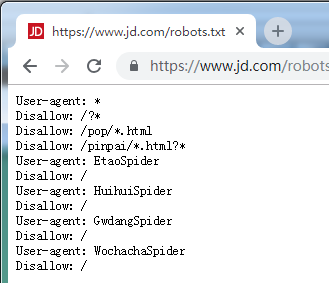 JD https://www.jd.com/robots.txt
https://www.jd.com/robots
User-agent: *
Disallow: /?*
Disallow: /pop/*.html
Disallow: /pinpai/*.html?*
User-agent: EtaoSpider
Disallow: /
User-agent: HuihuiSpider
Disallow: /
User-agent: GwdangSpider
Disallow: /
User-agent: WochachaSpider
Disallow: /